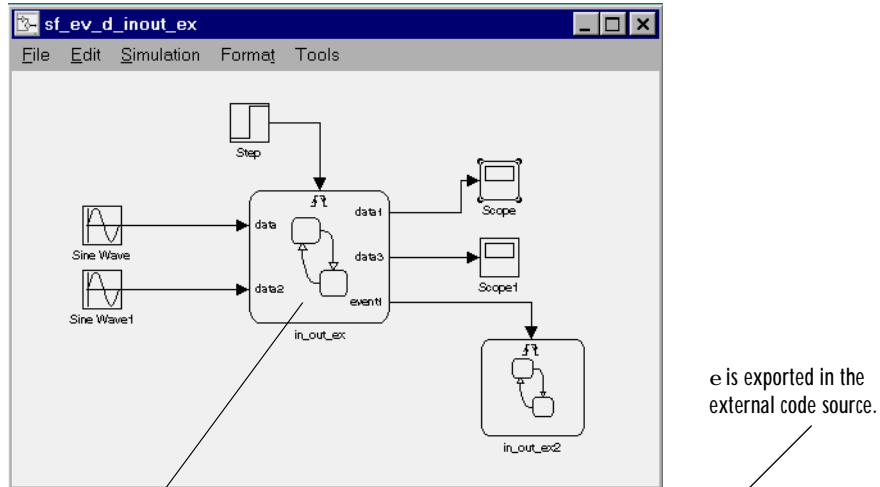 sf_ev_d_inout_ex
File Edit Simulation Format Tools
Step
data data1
Sine Wave
Scope
data3
data2
Sine Wave1
Scope1
event1
in_out_ex
in_out_ex2
e is exported in the
external code source.